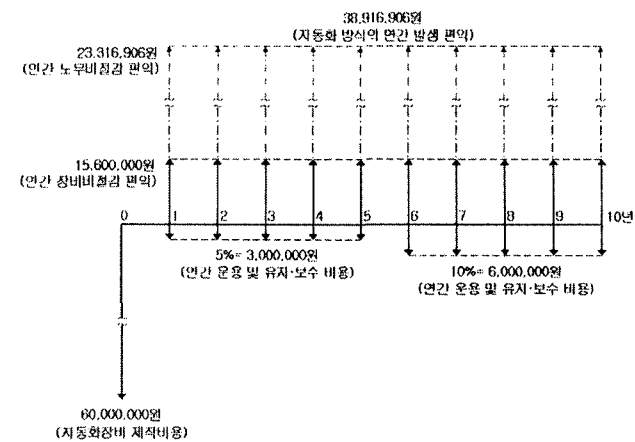 38,916,906원
(자동화 방식의 연간 발생 편익)
23,316,906원
(연간 노무비절감 편익)
15,600,000원
(연간 장비비절감 편익)
0 1 2 3 4 5 6 7 8 9 10년
5%= 3,000,000원
(연간 운용 및 유지·보수 비용)
10%= 6,000,000원
(연간 운용 및 유지·보수 비용)
60,000,000원
(자동화장비 제작비용)